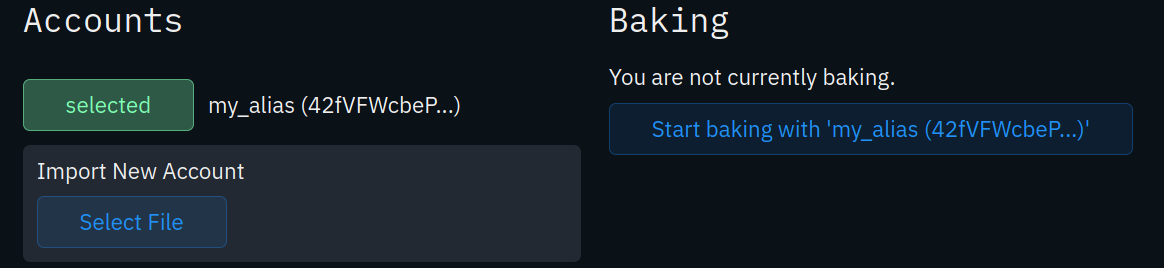 Accounts
selected
my_alias (42fVFWcbeP...)
Import New Account
Select File
Baking
You are not currently baking.
Start baking with 'my_alias (42fVFWcbeP...)'